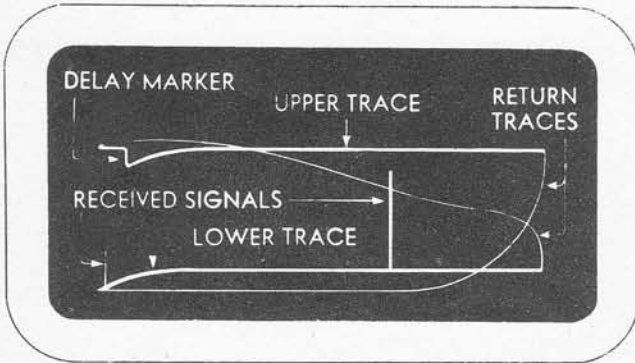 DELAY MARKER
UPPER TRACE
RETURN
TRACES
RECEIVED SIGNALS
LOWER TRACE